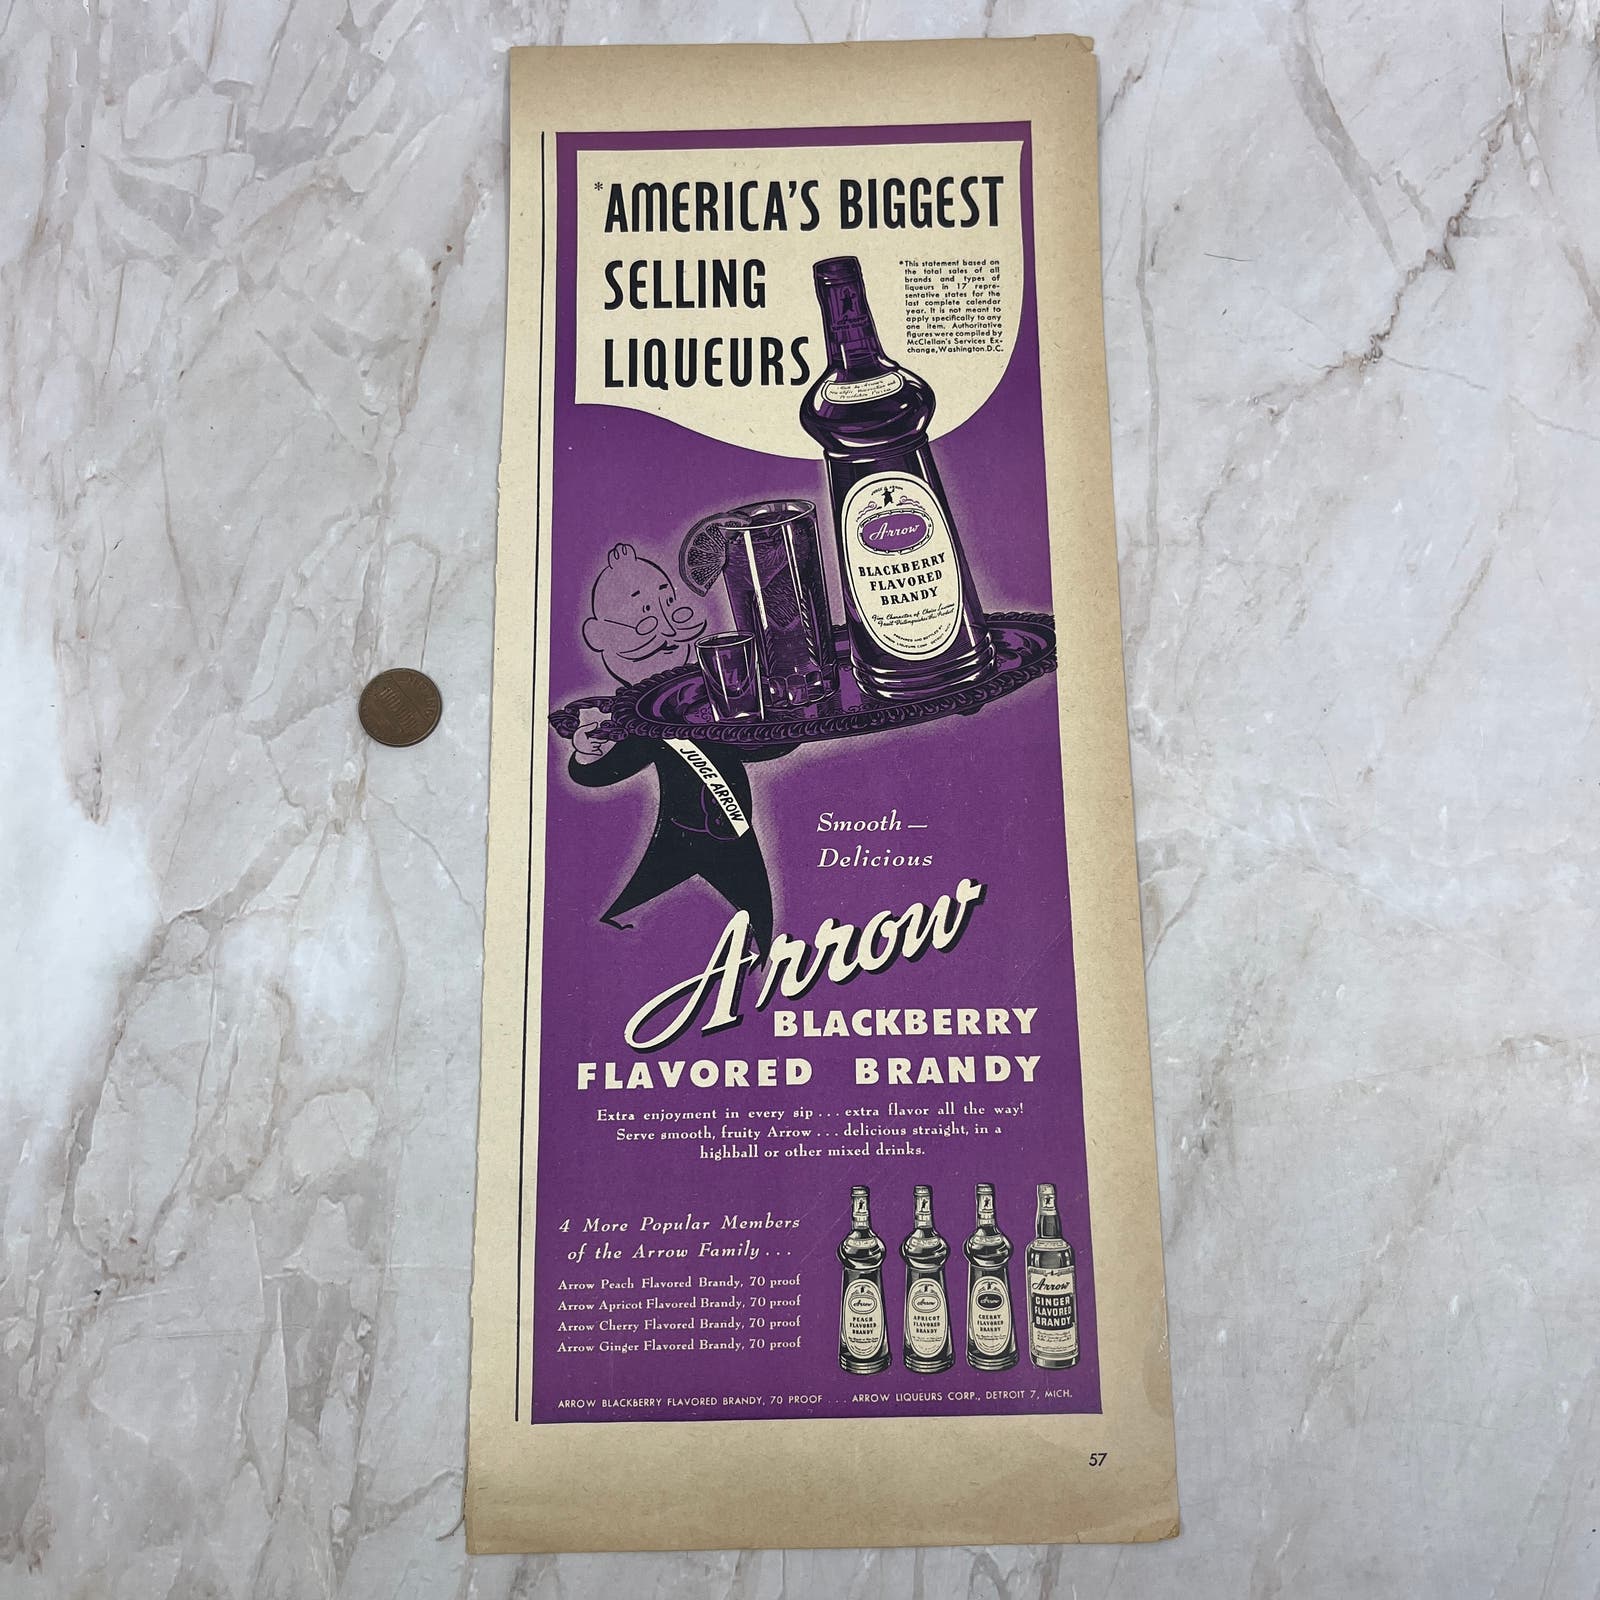 *AMERICA'S BIGGEST
SELLING
LIQUEURS
*This statement based on
the total sales of all
brands and types of
liqueurs in 17 repre-
sentative states for the
last complete calendar
year. It is not meant to
apply specifically to any
one item. Authoritative
figures were compiled by
McClellan's Services Ex-
change, Washington D.C.
Arrow
BLACKBERRY
FLAVORED
BRANDY
JUDGE ARROW
Smooth —
Delicious
Arrow
BLACKBERRY
FLAVORED BRANDY
Extra enjoyment in every sip . . . extra flavor all the way!
Serve smooth, fruity Arrow . . . delicious straight, in a
highball or other mixed drinks.
4 More Popular Members
of the Arrow Family . . .
Arrow Peach Flavored Brandy, 70 proof
Arrow Apricot Flavored Brandy, 70 proof
Arrow Cherry Flavored Brandy, 70 proof
Arrow Ginger Flavored Brandy, 70 proof
Arrow
PEACH
FLAVORED
BRANDY
Arrow
APRICOT
FLAVORED
BRANDY
Arrow
CHERRY
FLAVORED
BRANDY
Arrow
GINGER
FLAVORED
BRANDY
ARROW BLACKBERRY FLAVORED BRANDY, 70 PROOF . . . ARROW LIQUEURS CORP., DETROIT 7, MICH.
57